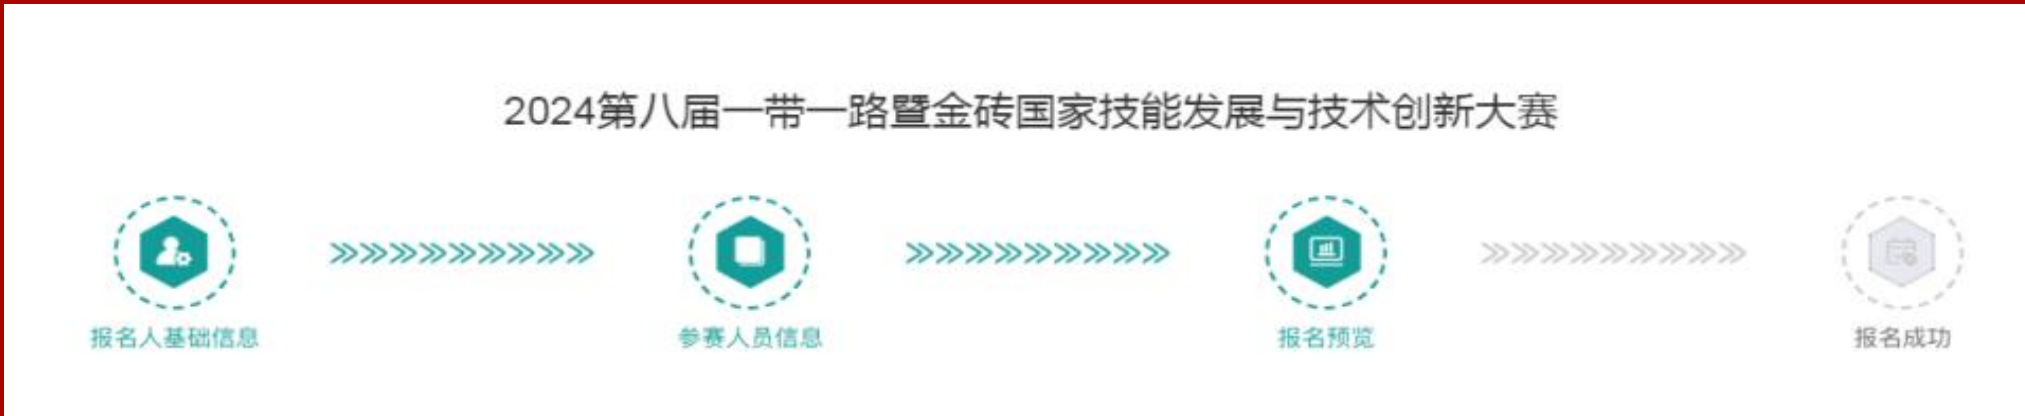 2024第八届一带一路暨金砖国家技能发展与技术创新大赛
报名人基础信息
参赛人员信息
报名预览
报名成功